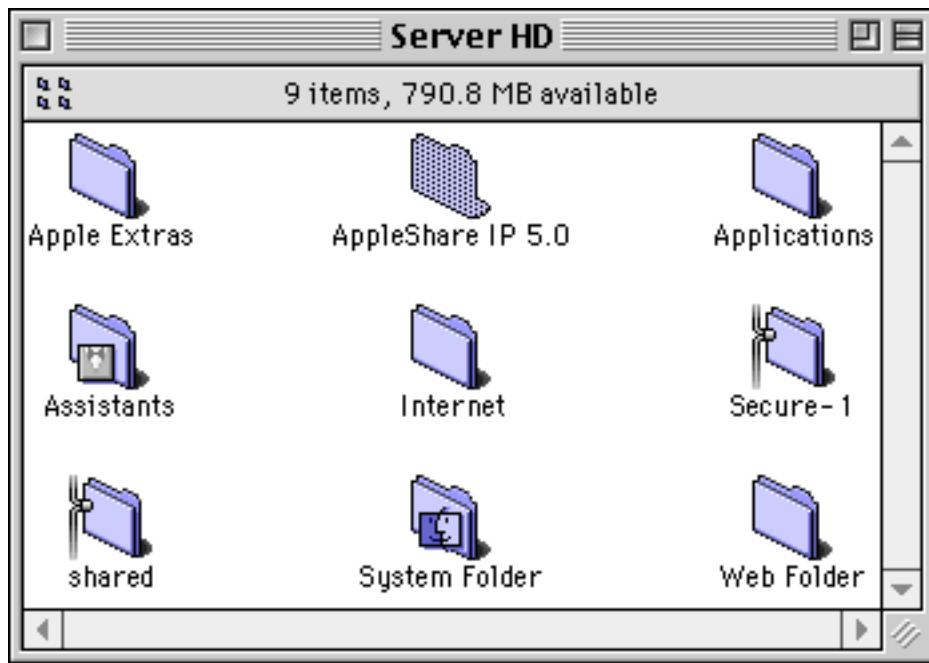 Server HD
9 items, 790.8 MB available
Apple Extras
AppleShare IP 5.0
Applications
Assistants
Internet
Secure-1
shared
System Folder
Web Folder